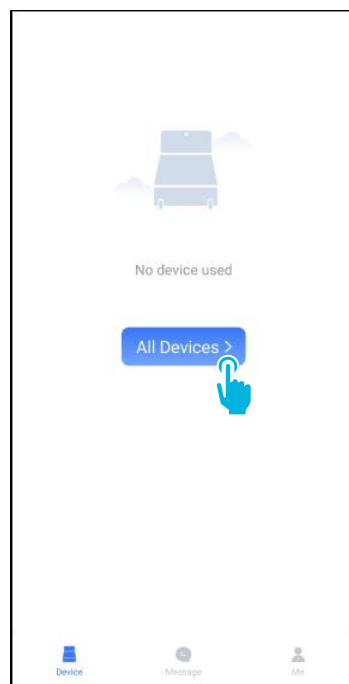 No device used
All Devices >
Device
Message
Me